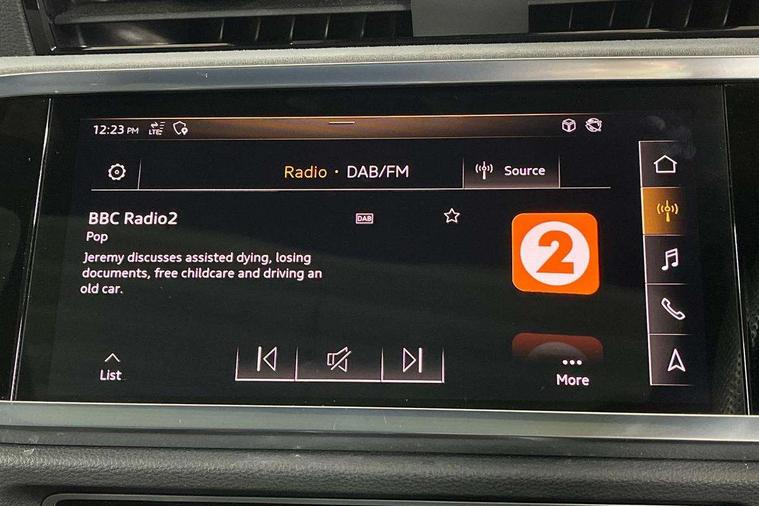 12:23 PM LTE
Radio · DAB/FM
Source
BBC Radio2
DAB
Pop
Jeremy discusses assisted dying, losing
documents, free childcare and driving an
old car.
2
List
More